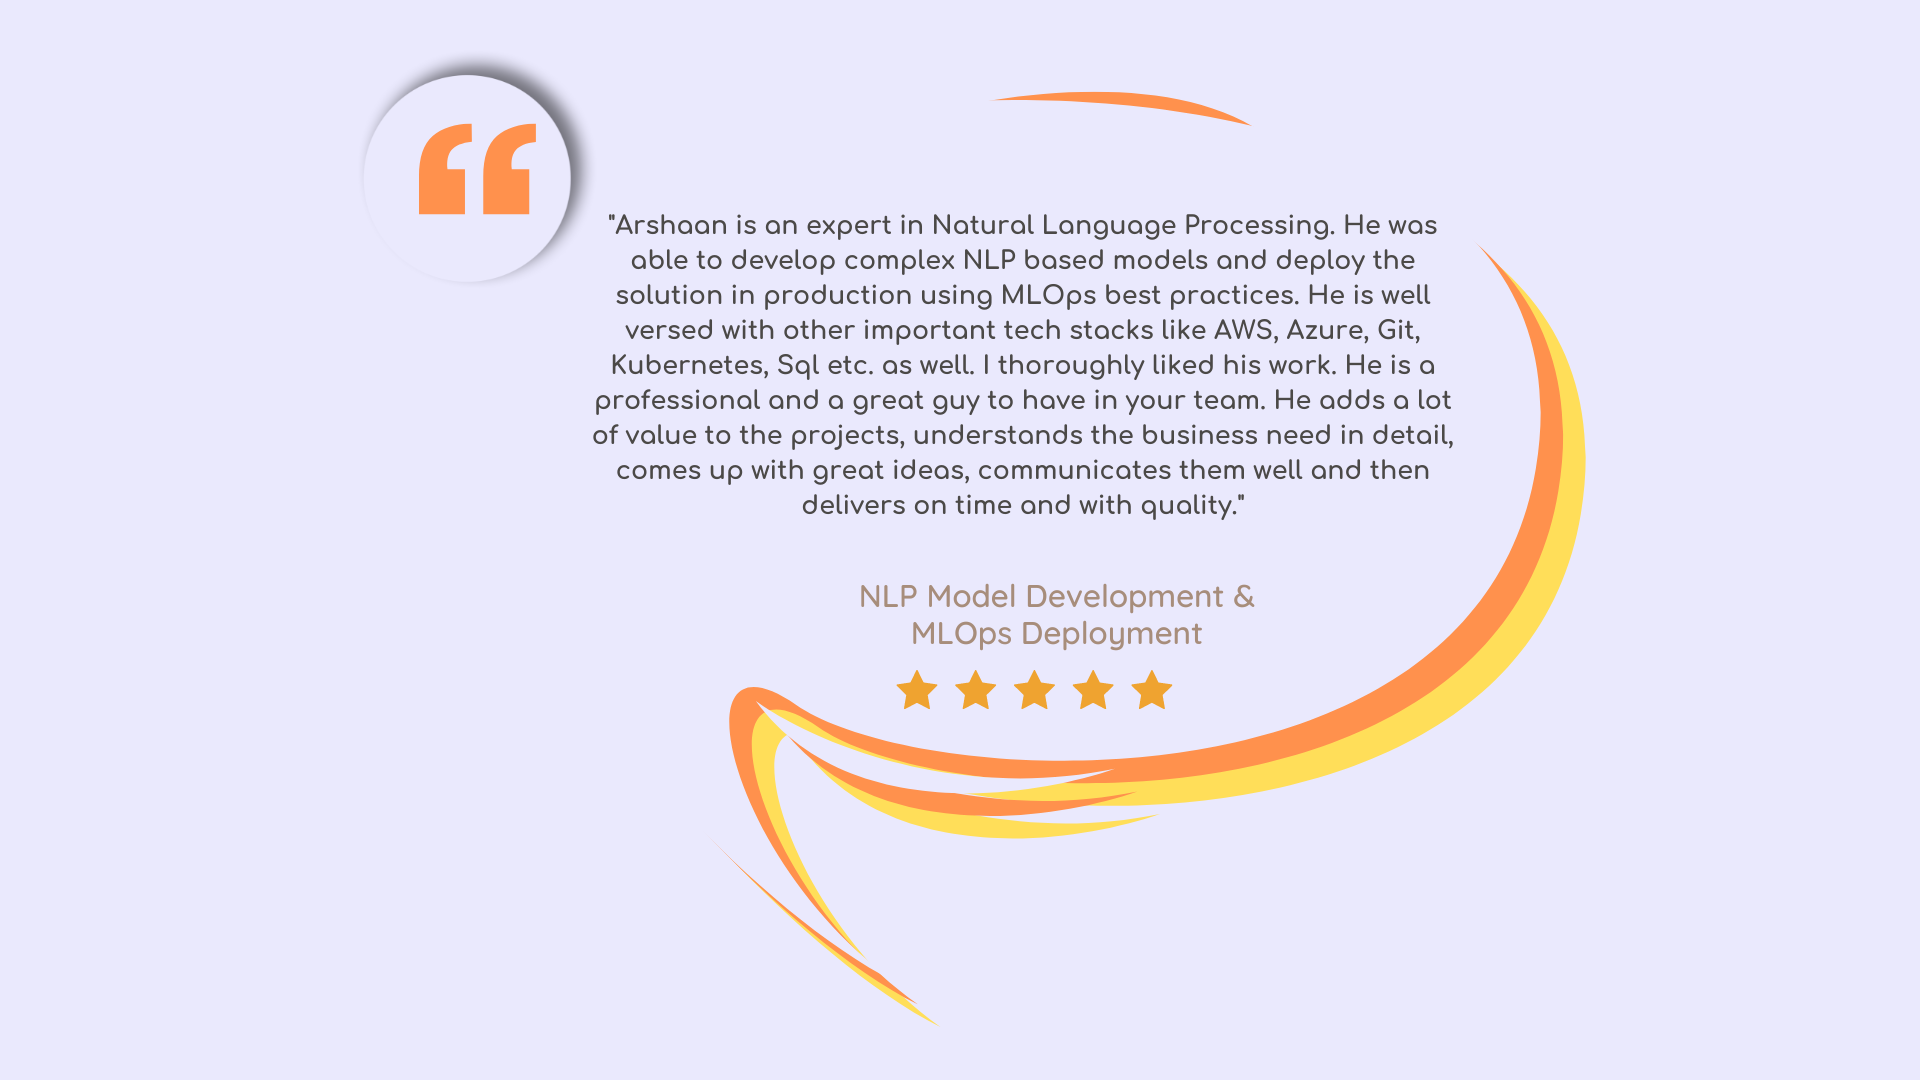 "Arshaan is an expert in Natural Language Processing. He was
able to develop complex NLP based models and deploy the
solution in production using MLOps best practices. He is well
versed with other important tech stacks like AWS, Azure, Git,
Kubernetes, Sql etc. as well. I thoroughly liked his work. He is a
professional and a great guy to have in your team. He adds a lot
of value to the projects, understands the business need in detail,
comes up with great ideas, communicates them well and then
delivers on time and with quality."
NLP Model Development &
MLOps Deployment